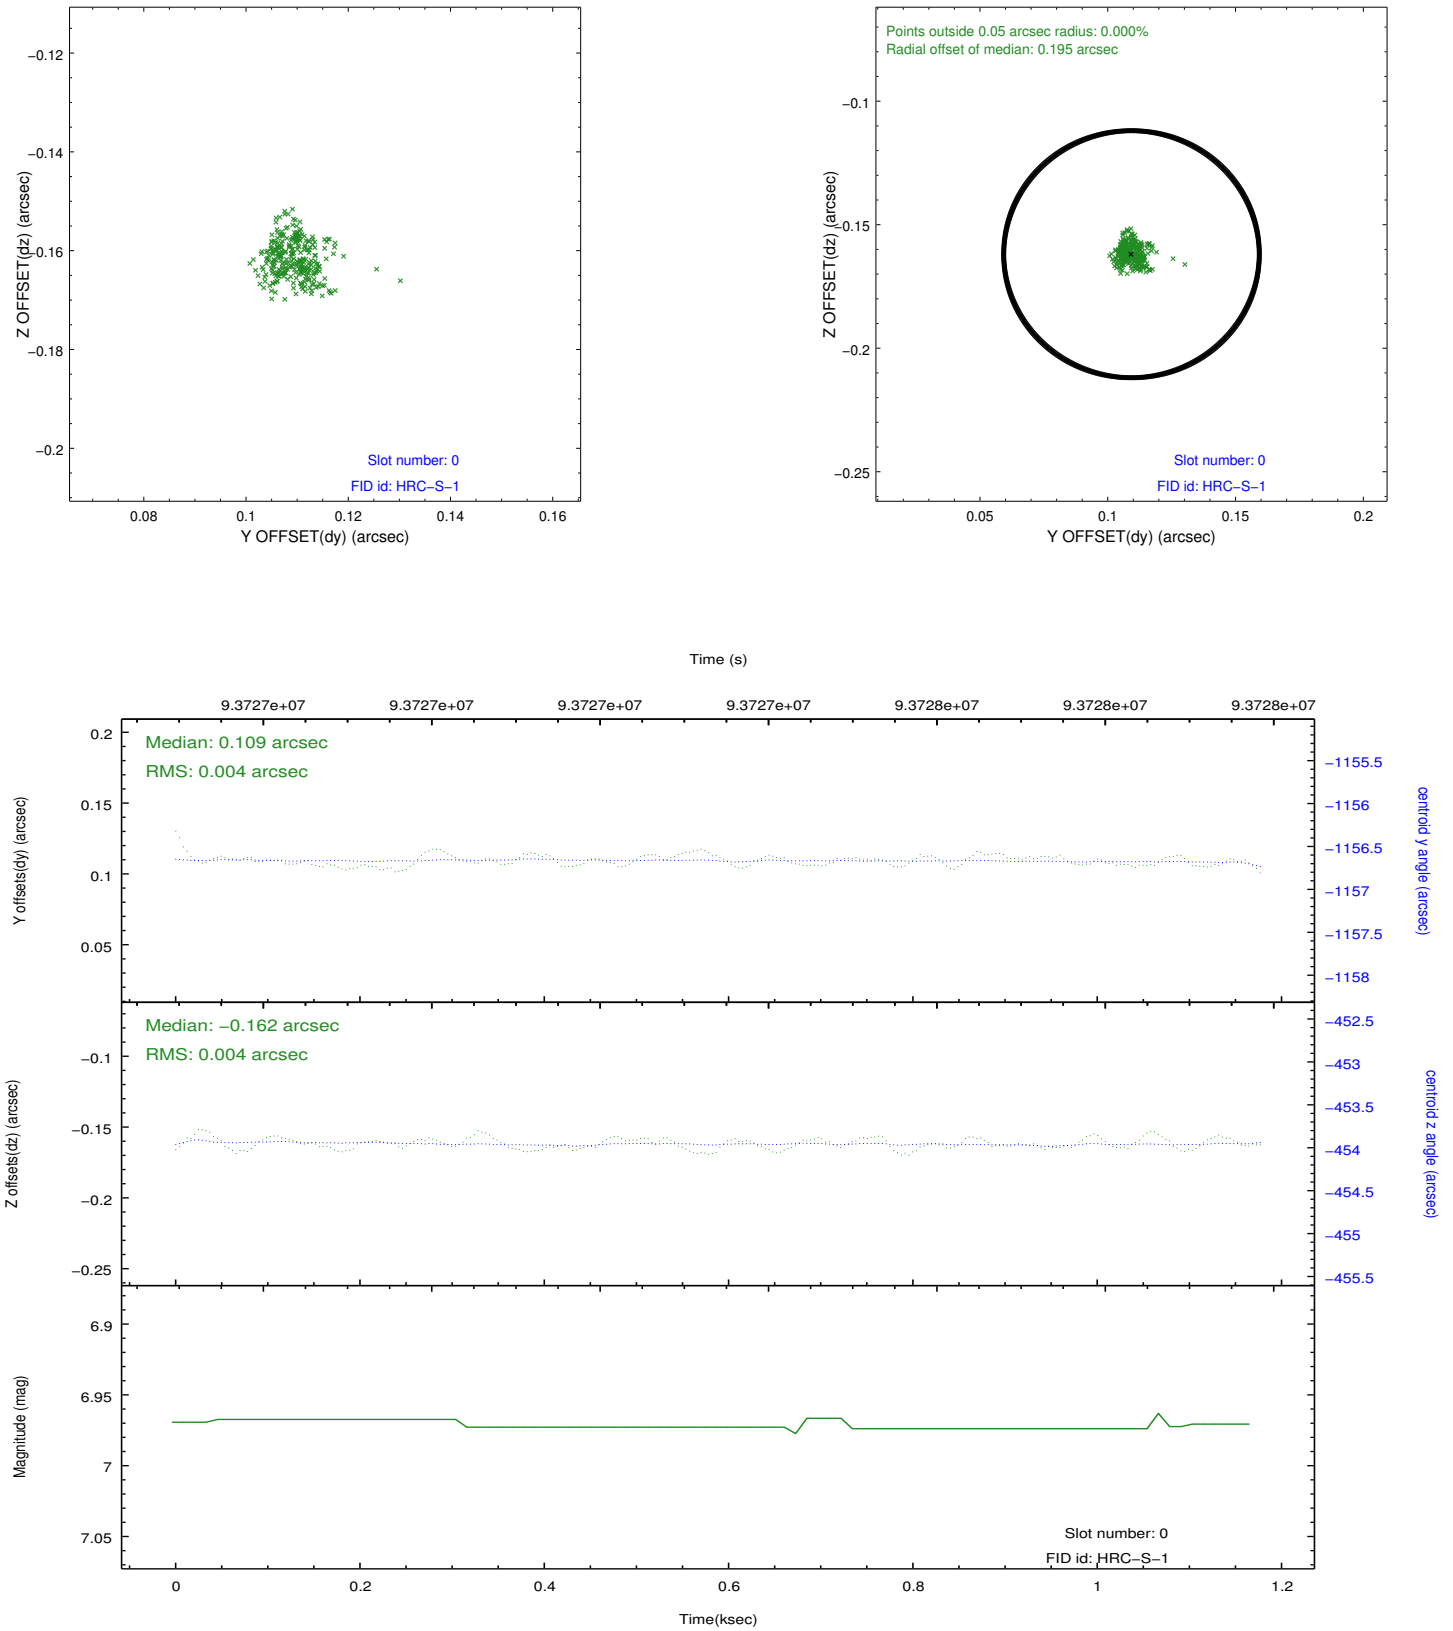 −0.12
−0.14
−0.16
−0.18
−0.2
Z OFFSET(dz) (arcsec)
Slot number: 0
FID id: HRC−S−1
0.08
0.1
0.12
0.14
0.16
Y OFFSET(dy) (arcsec)
Points outside 0.05 arcsec radius: 0.000%
Radial offset of median: 0.195 arcsec
−0.1
−0.15
−0.2
−0.25
Z OFFSET(dz) (arcsec)
Slot number: 0
FID id: HRC−S−1
0.05
0.1
0.15
0.2
Y OFFSET(dy) (arcsec)
Time (s)
9.3727e+07
9.3727e+07
9.3727e+07
9.3727e+07
9.3728e+07
9.3728e+07
9.3728e+07
Median: 0.109 arcsec
RMS: 0.004 arcsec
0.2
0.15
0.1
0.05
Y offsets(dy) (arcsec)
−1155.5
−1156
−1156.5
−1157
−1157.5
−1158
centroid y angle (arcsec)
Median: −0.162 arcsec
RMS: 0.004 arcsec
−0.1
−0.15
−0.2
−0.25
Z offsets(dz) (arcsec)
−452.5
−453
−453.5
−454
−454.5
−455
−455.5
centroid z angle (arcsec)
6.9
6.95
7
7.05
Magnitude (mag)
Slot number: 0
FID id: HRC−S−1
0
0.2
0.4
0.6
0.8
1
1.2
Time(ksec)